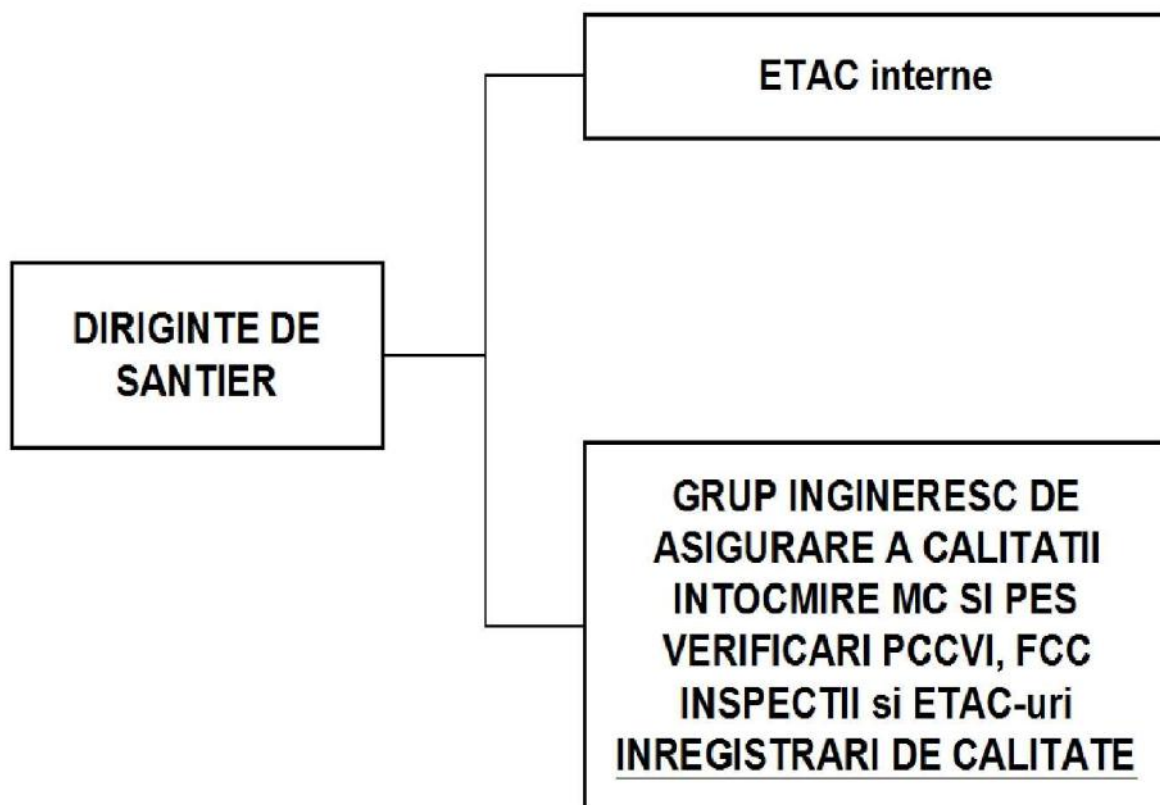 ETAC interne
DIRIGINTE DE
SANTIER
GRUP INGINERESC DE
ASIGURARE A CALITATII
INTOCMIRE MC SI PES
VERIFICARI PCCVI, FCC
INSPECTII si ETAC-uri
INREGISTRARI DE CALITATE